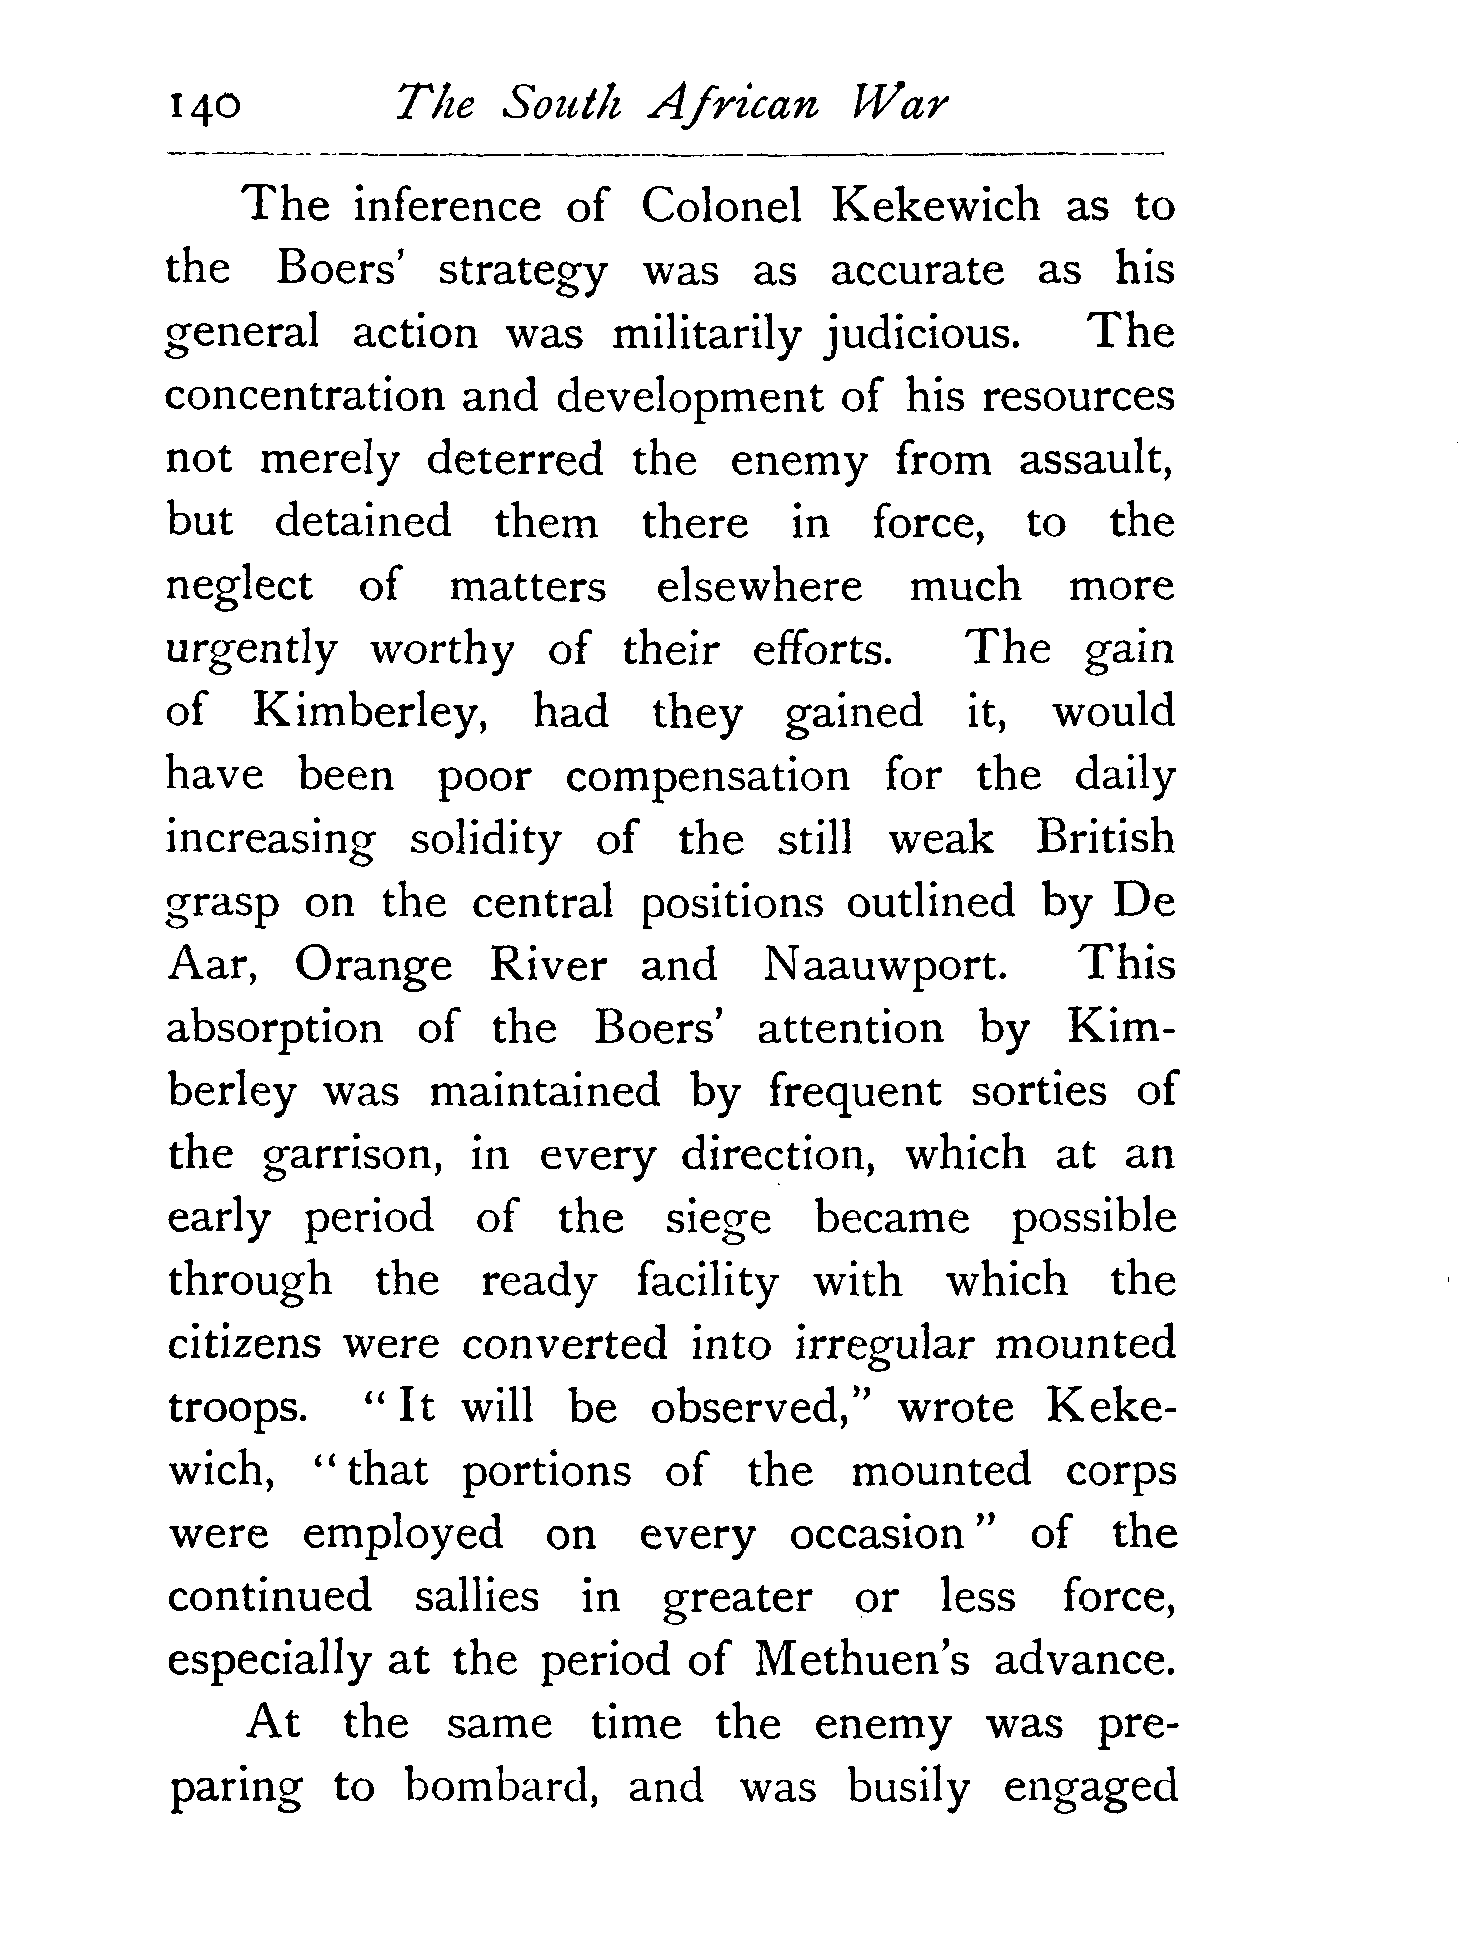 140 The South African War
The inference of Colonel Kekewich as to
the Boers' strategy was as accurate as his
general action was militarily judicious. The
concentration and development of his resources
not merely deterred the enemy from assault,
but detained them there in force, to the
neglect of matters elsewhere much more
urgently worthy of their efforts. The gain
of Kimberley, had they gained it, would
have been poor compensation for the daily
increasing solidity of the still weak British
grasp on the central positions outlined by De
Aar, Orange River and Naauwport. This
absorption of the Boers' attention by Kim-
berley was maintained by frequent sorties of
the garrison, in every direction, which at an
early period of the siege became possible
through the ready facility with which the
citizens were converted into irregular mounted
troops. “It will be observed,” wrote Keke-
wich, “that portions of the mounted corps
were employed on every occasion” of the
continued sallies in greater or less force,
especially at the period of Methuen's advance.
At the same time the enemy was pre-
paring to bombard, and was busily engaged